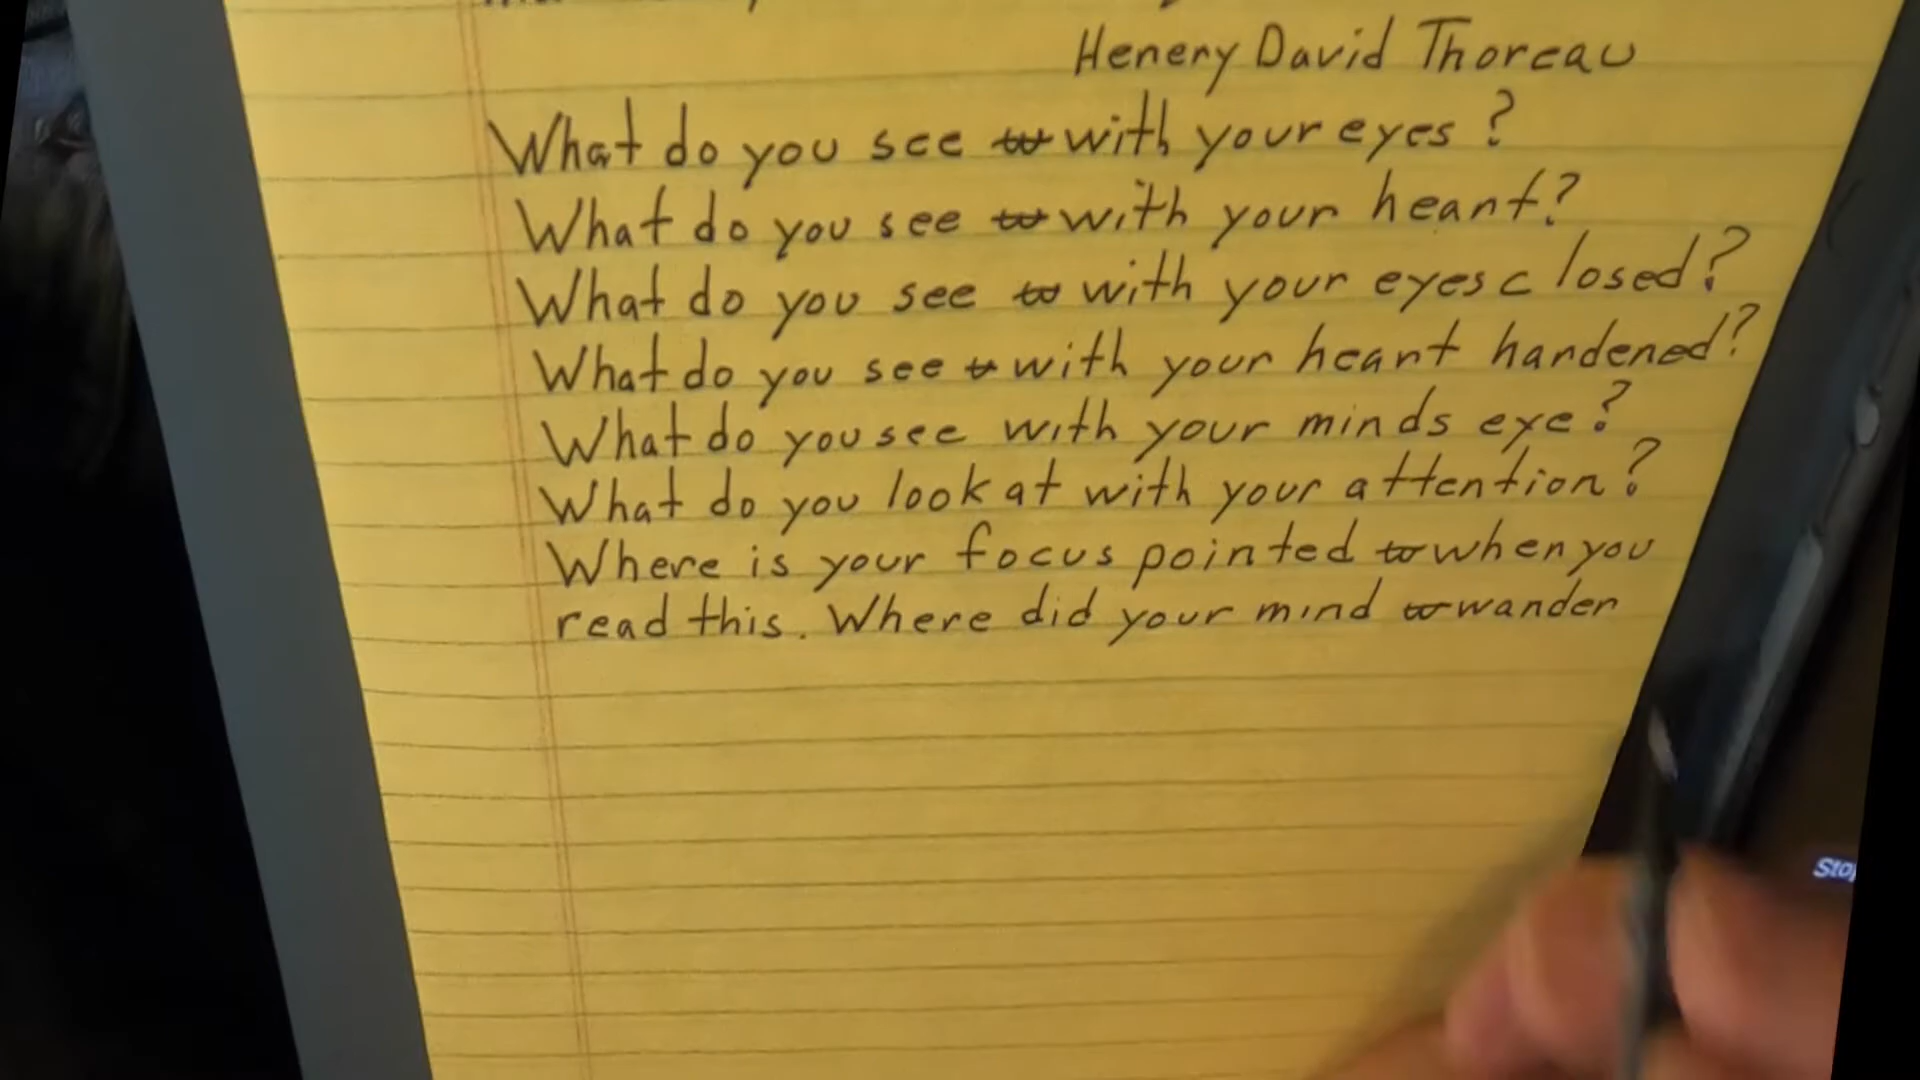 Henery David Thoreau
What do you see w with your eyes?
What do you see w with your heart?
What do you see w with your eyes closed?
What do you see w with your heart hardened?
What do you see with your minds eye?
What do you look at with your attention?
Where is your focus pointed w when you
read this. Where did your mind w wander